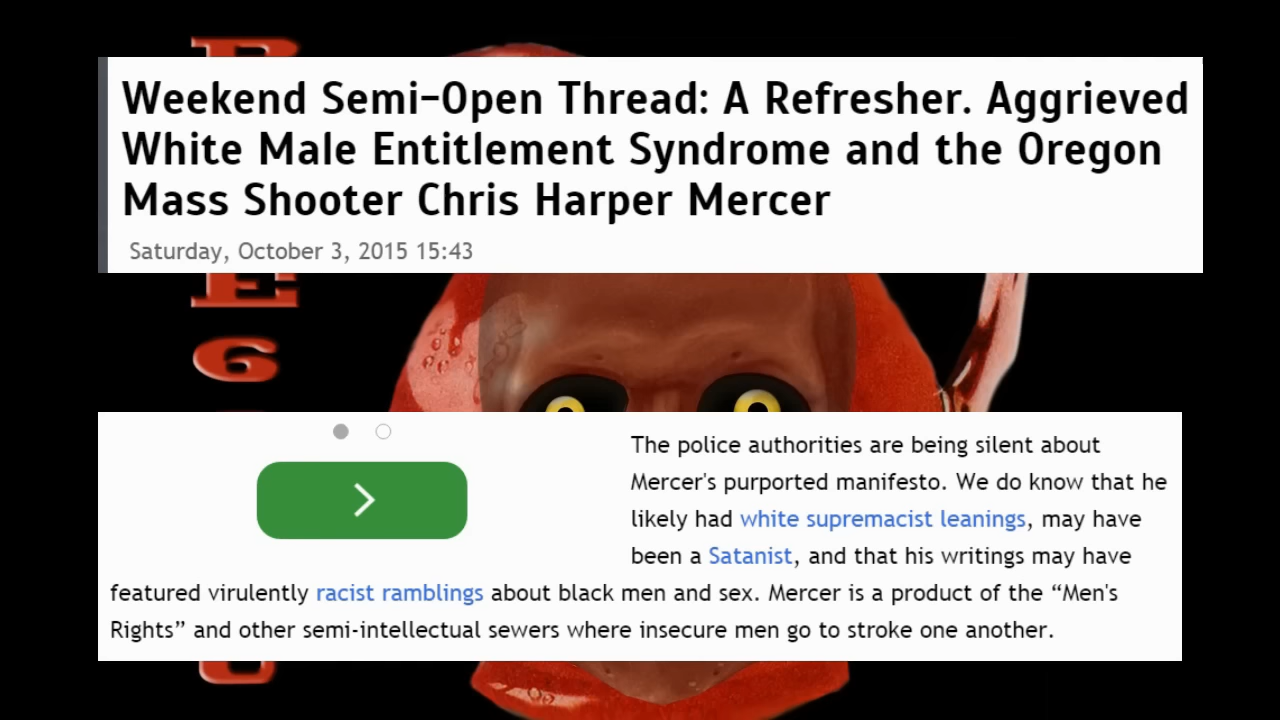 Weekend Semi-Open Thread: A Refresher. Aggrieved
White Male Entitlement Syndrome and the Oregon
Mass Shooter Chris Harper Mercer
Saturday, October 3, 2015 15:43
The police authorities are being silent about
Mercer's purported manifesto. We do know that he
likely had white supremacist leanings, may have
been a Satanist, and that his writings may have
featured virulently racist ramblings about black men and sex. Mercer is a product of the “Men's
Rights” and other semi-intellectual sewers where insecure men go to stroke one another.